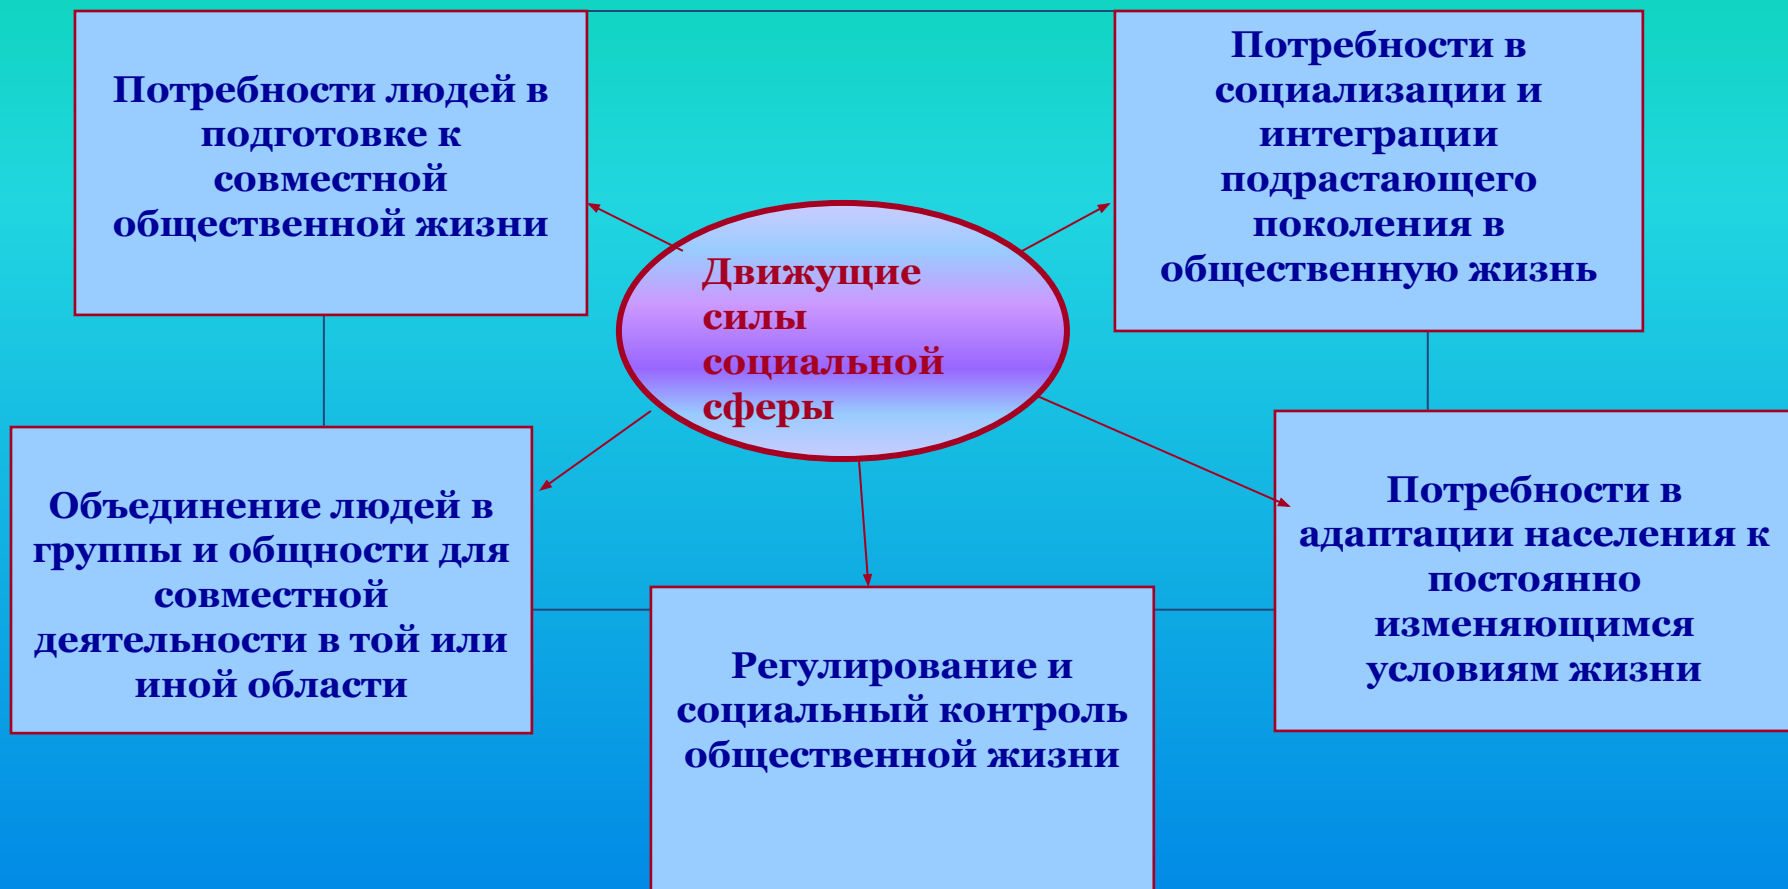 Потребности людей в
подготовке к
совместной
общественной жизни
Потребности в
социализации и
интеграции
подрастающего
поколения в
общественную жизнь
Движущие
силы
социальной
сферы
Объединение людей в
группы и общности для
совместной
деятельности в той или
иной области
Регулирование и
социальный контроль
общественной жизни
Потребности в
адаптации населения к
постоянно
изменяющимся
условиям жизни